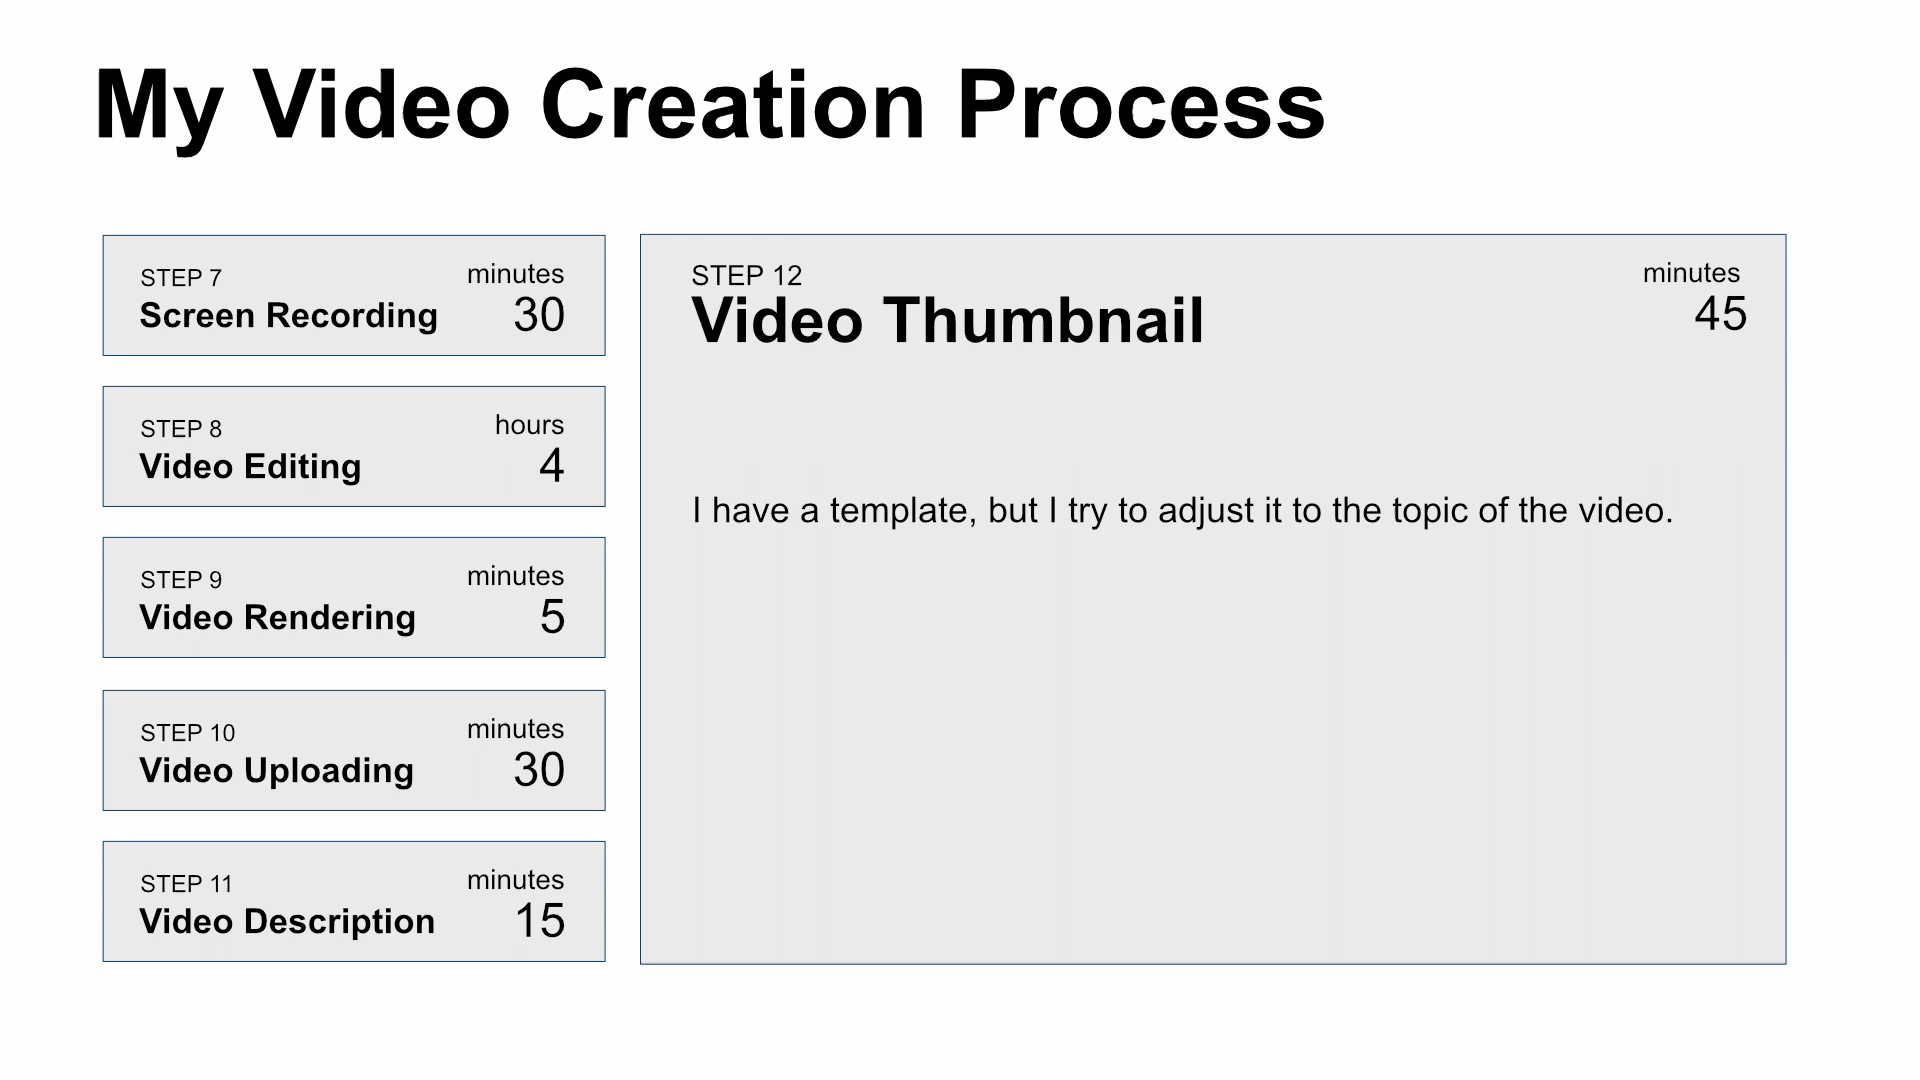 My Video Creation Process
STEP 7
minutes
Screen Recording
30
STEP 8
hours
Video Editing
4
STEP 9
minutes
Video Rendering
5
STEP 10
minutes
Video Uploading
30
STEP 11
minutes
Video Description
15
STEP 12
minutes
Video Thumbnail
45
I have a template, but I try to adjust it to the topic of the video.